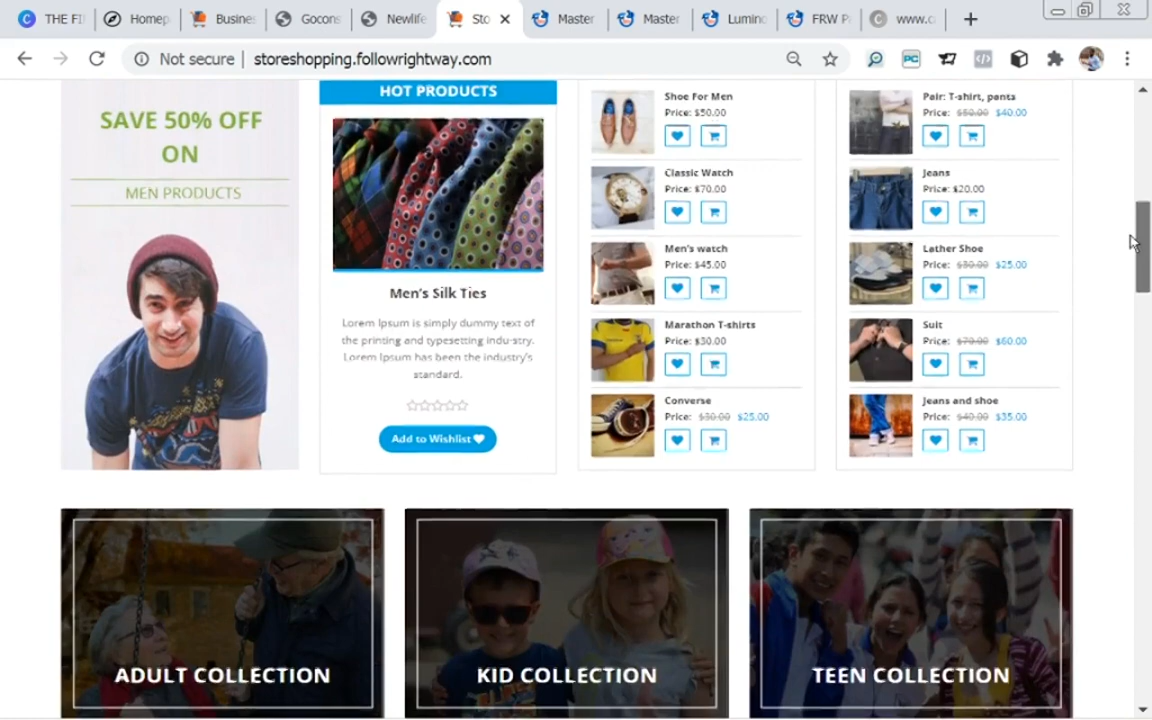 THE FI
Homep
Busines
Gocons
Newlife
Sto
Master
Master
Lumino
FRW P
www.c
Not secure
storeshopping.followrightway.com
SAVE 50% OFF
ON
MEN PRODUCTS
HOT PRODUCTS
Men's Silk Ties
Lorem Ipsum is simply dummy text of
the printing and typesetting indu-stry.
Lorem Ipsum has been the industry's
standard.
Add to Wishlist
Shoe For Men
Price: $50.00
Classic Watch
Price: $70.00
Men's watch
Price: $45.00
Marathon T-shirts
Price: $30.00
Converse
Price: $30.00 $25.00
Pair: T-shirt, pants
Price: $50.00 $40.00
Jeans
Price: $20.00
Lather Shoe
Price: $30.00 $25.00
Suit
Price: $70.00 $60.00
Jeans and shoe
Price: $40.00 $35.00
ADULT COLLECTION
KID COLLECTION
TEEN COLLECTION